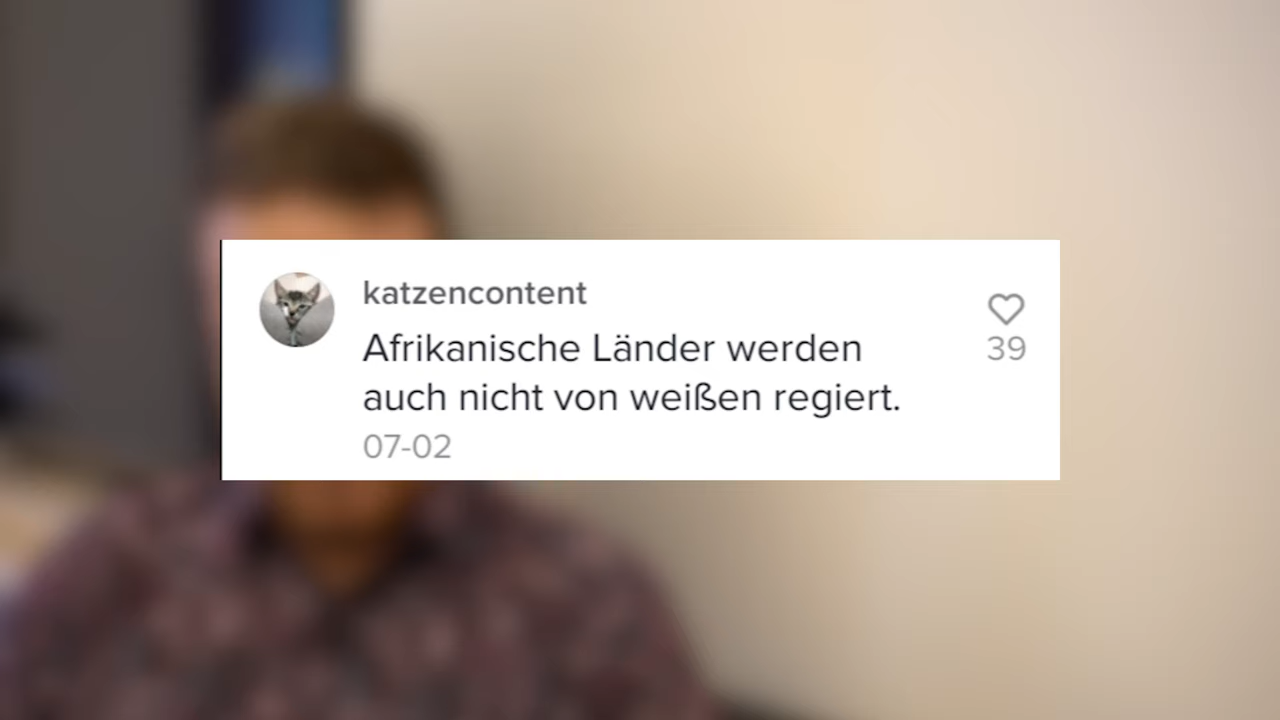 katzencontent
Afrikanische Länder werden
39
auch nicht von weißen regiert.
07-02